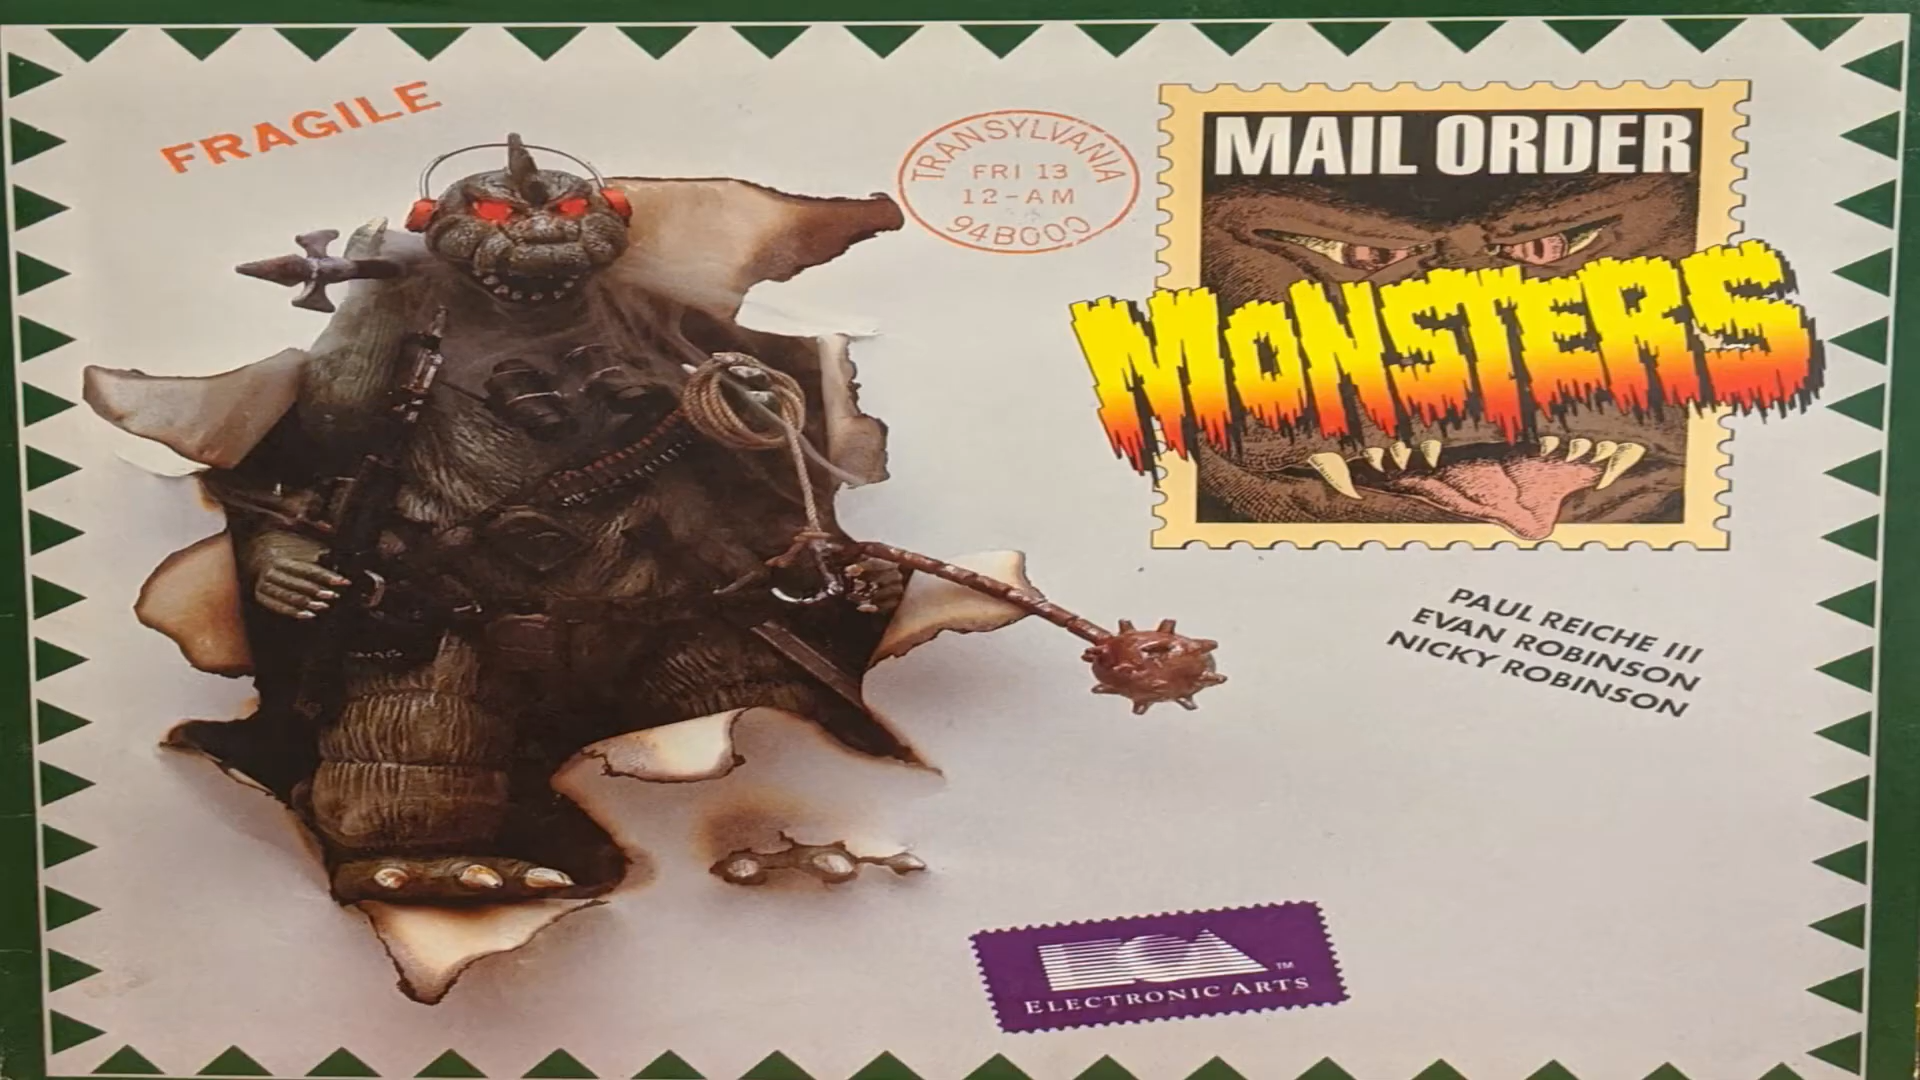 FRAGILE
TRANSYLVANIA
FRI 13
12-AM
94B000
MAIL ORDER
MONSTERS
PAUL REICHE III
EVAN ROBINSON
NICKY ROBINSON
TM
ELECTRONIC ARTS